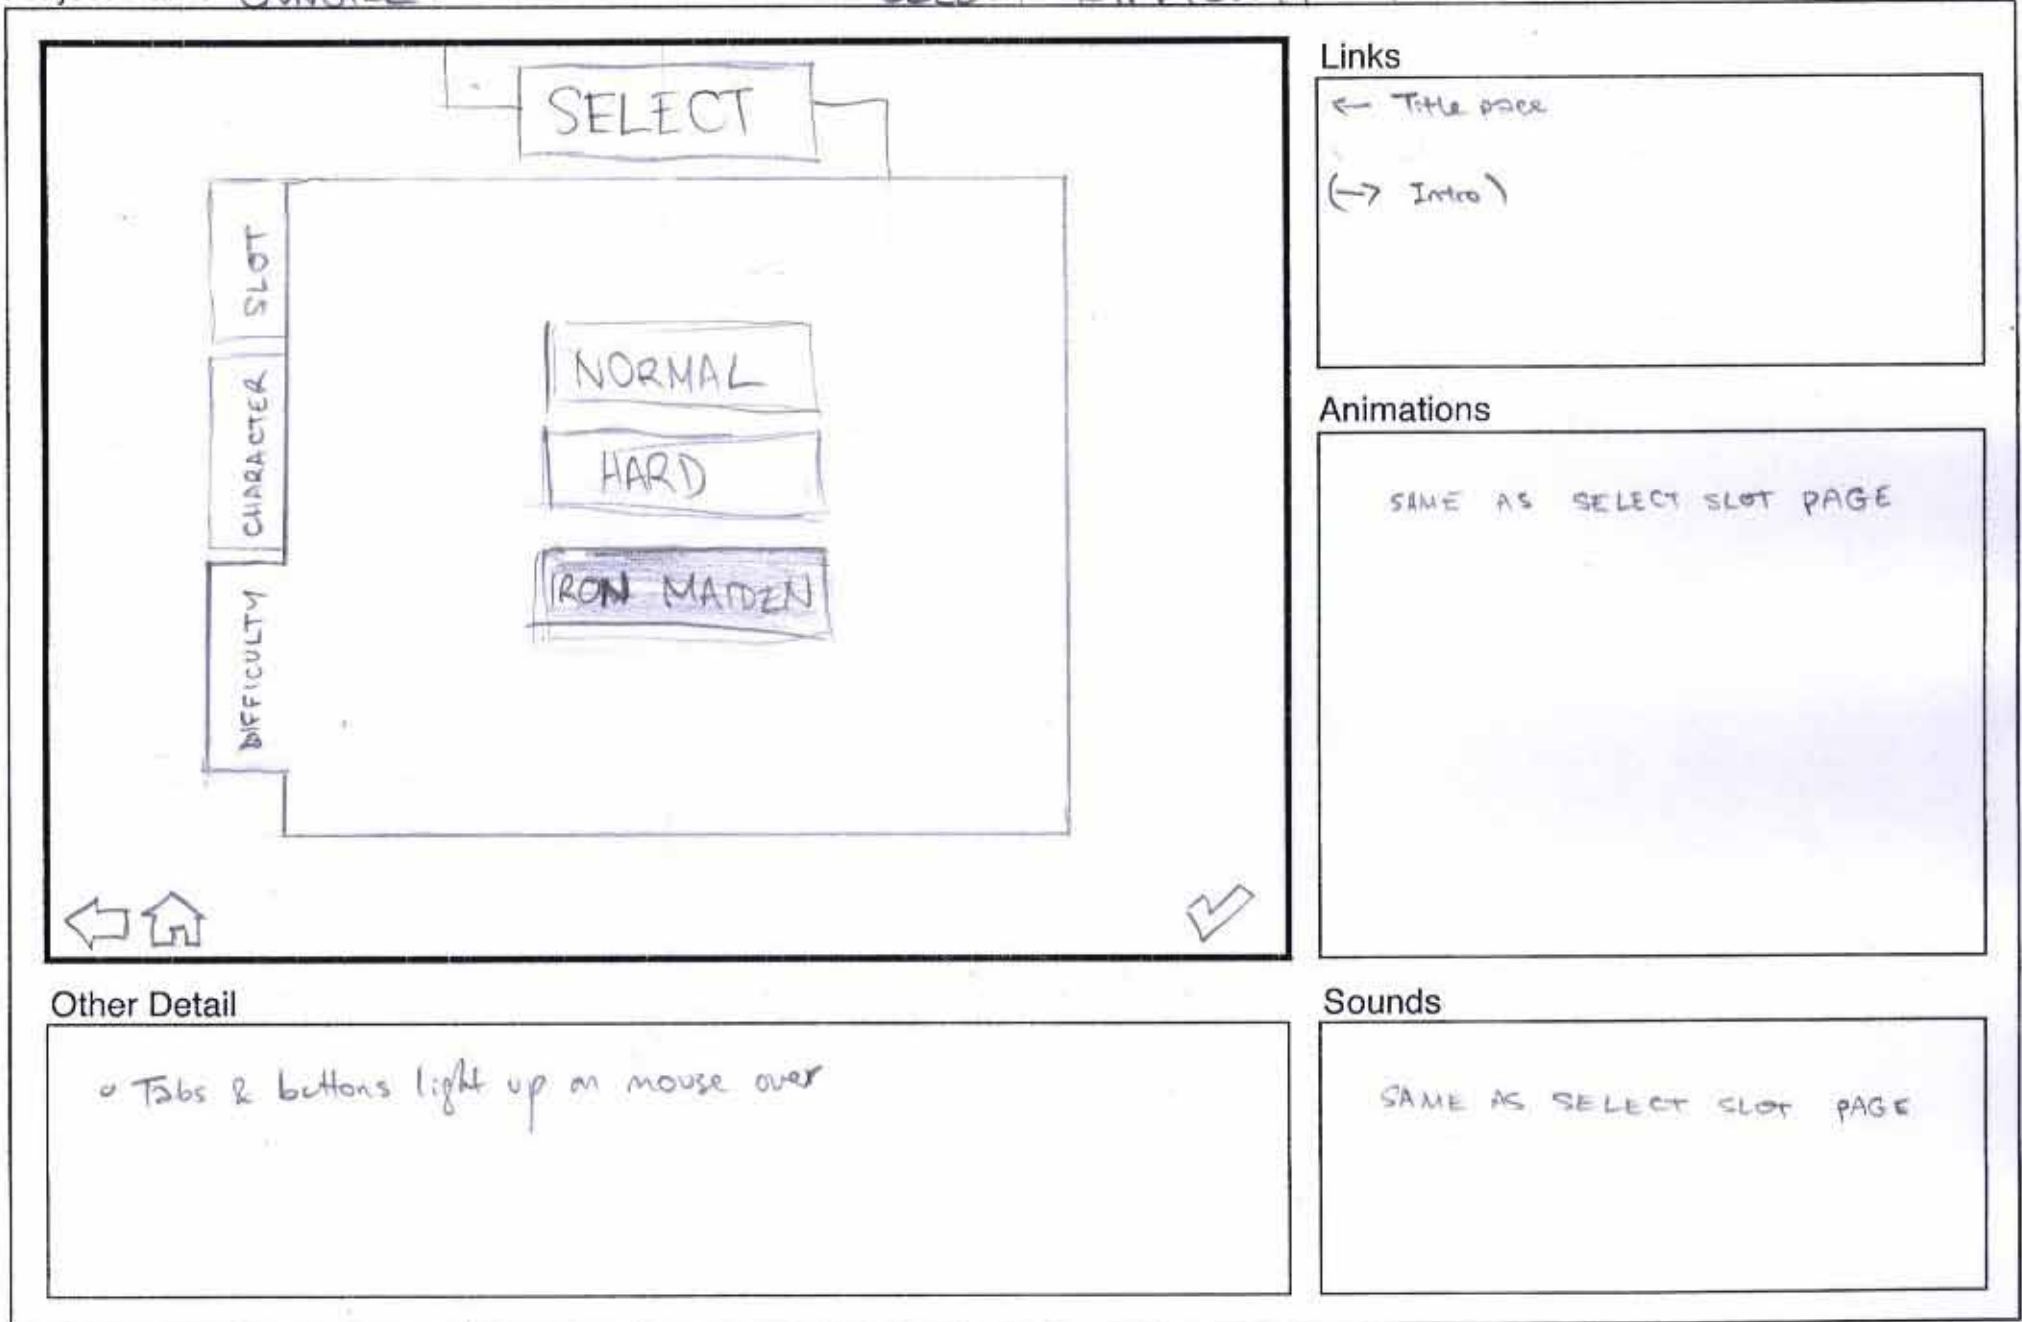 SELECT
SLOT
CHARACTER
DIFFICULTY
NORMAL
HARD
IRON MAIDEN
Links
← Title page
(→ Intro)
Animations
SAME AS SELECT SLOT PAGE
Other Detail
Tabs & buttons light up on mouse over
Sounds
SAME AS SELECT SLOT PAGE